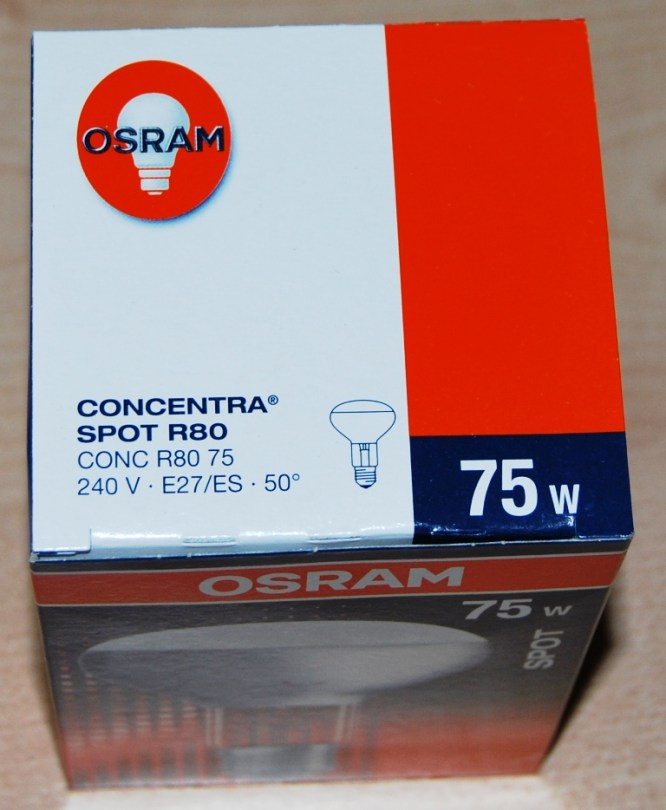 OSRAM
CONCENTRA®
SPOT R80
CONC R80 75
240 V · E27/ES · 50°
75 W
OSRAM
75 W
SPOT